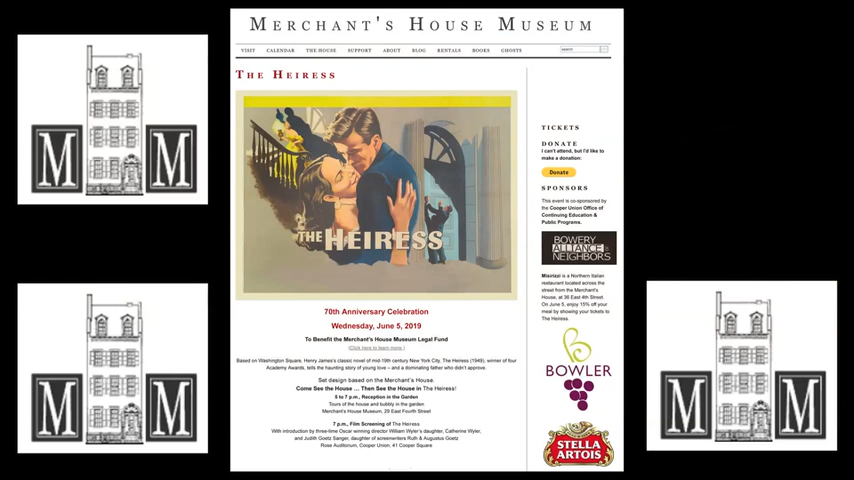 MERCHANT'S HOUSE MUSEUM
VISIT CALENDAR THE HOUSE SUPPORT ABOUT BLOG RENTALS BOOKS GHOSTS
search
THE HEIRESS
THE HEIRESS
70th Anniversary Celebration
Wednesday, June 5, 2019
To Benefit the Merchant's House Museum Legal Fund
(Click here to learn more.)
Based on Washington Square, Henry James's classic novel of mid-19th century New York City, The Heiress (1949), winner of four
Academy Awards, tells the haunting story of young love – and a dominating father who didn't approve.
Set design based on the Merchant's House.
Come See the House … Then See the House in The Heiress!
5 to 7 p.m., Reception in the Garden
Tours of the house and bubbly in the garden
Merchant's House Museum, 29 East Fourth Street
7 p.m., Film Screening of The Heiress
With introduction by three-time Oscar winning director William Wyler's daughter, Catherine Wyler,
and Judith Goetz Sanger, daughter of screenwriters Ruth & Augustus Goetz
Rose Auditorium, Cooper Union, 41 Cooper Square
TICKETS
DONATE
I can't attend, but I'd like to
make a donation:
Donate
SPONSORS
This event is co-sponsored by
the Cooper Union Office of
Continuing Education &
Public Programs.
BOWERY
ALLIANCE OF
NEIGHBORS
is a Northern Italian
restaurant located across the
street from the Merchant's
House, at 36 East 4th Street.
On June 5, enjoy 15% off your
meal by showing your tickets to
The Heiress.
BOWLER
STELLA
ARTOIS
M M
M M
M M